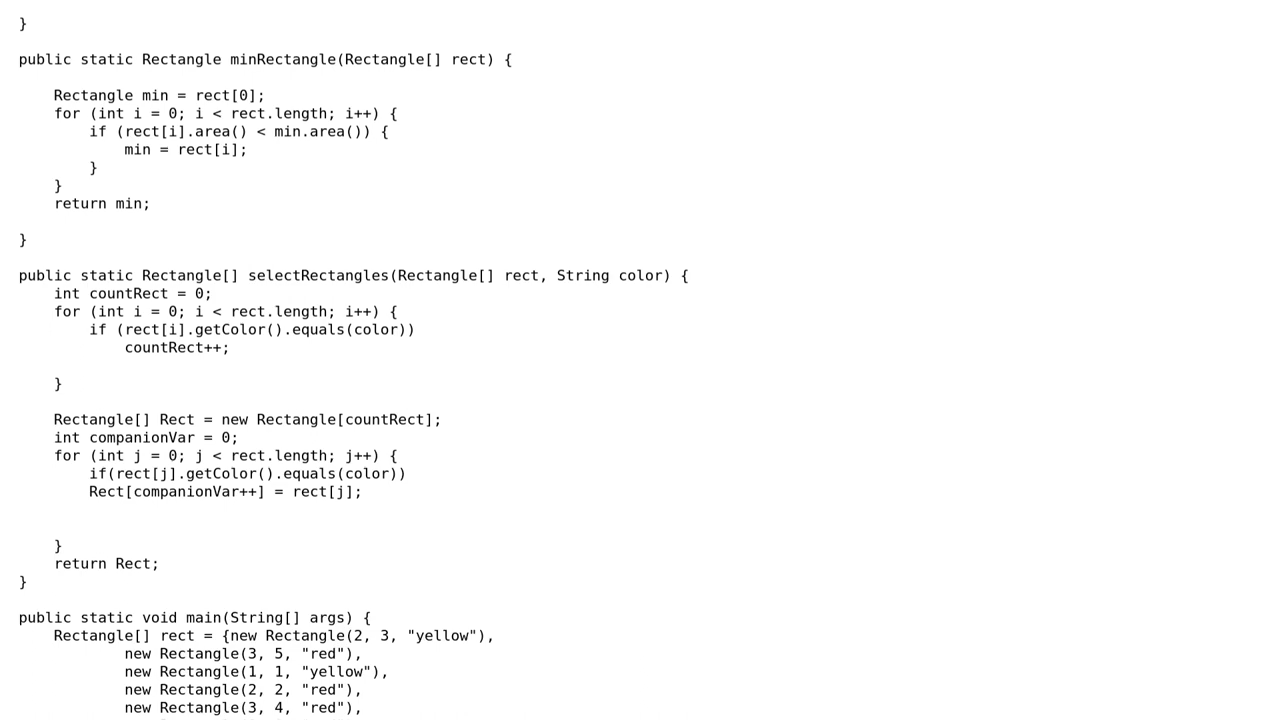 }
public static Rectangle minRectangle(Rectangle[] rect) {
    Rectangle min = rect[0];
    for (int i = 0; i < rect.length; i++) {
        if (rect[i].area() < min.area()) {
            min = rect[i];
        }
    }
    return min;
}
public static Rectangle[] selectRectangles(Rectangle[] rect, String color) {
    int countRect = 0;
    for (int i = 0; i < rect.length; i++) {
        if (rect[i].getColor().equals(color))
            countRect++;
    }
    Rectangle[] Rect = new Rectangle[countRect];
    int companionVar = 0;
    for (int j = 0; j < rect.length; j++) {
        if(rect[j].getColor().equals(color))
        Rect[companionVar++] = rect[j];
    }
    return Rect;
}
public static void main(String[] args) {
    Rectangle[] rect = {new Rectangle(2, 3, "yellow"),
            new Rectangle(3, 5, "red"),
            new Rectangle(1, 1, "yellow"),
            new Rectangle(2, 2, "red"),
            new Rectangle(3, 4, "red"),